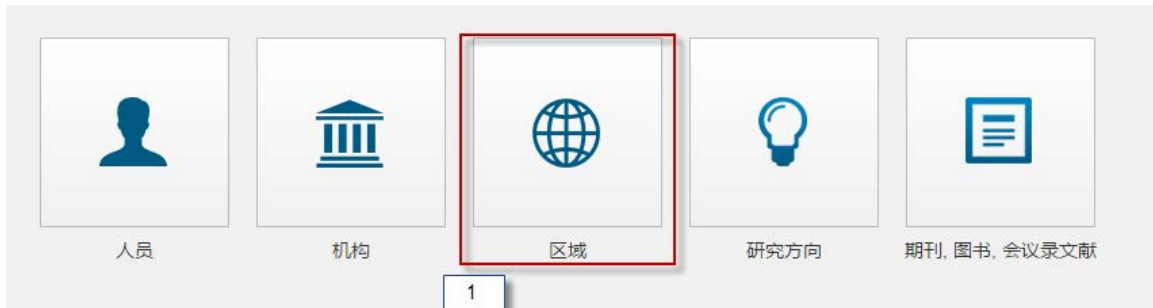 人员
机构
区域
研究方向
期刊, 图书, 会议录文献
1